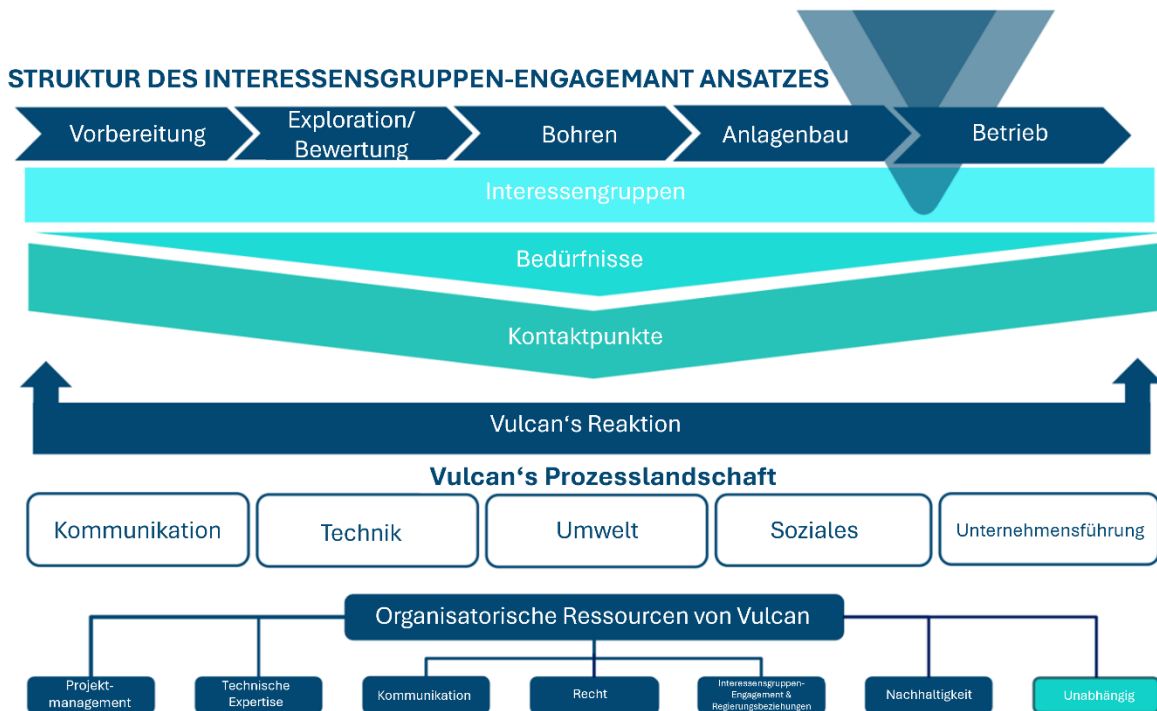 STRUKTUR DES INTERESSENSGRUPPEN-ENGAGEMANT ANSATZES
Vorbereitung
Exploration/
Bewertung
Bohren
Anlagenbau
Betrieb
Interessengruppen
Bedürfnisse
Kontaktpunkte
Vulcan‘s Reaktion
Vulcan‘s Prozesslandschaft
Kommunikation
Technik
Umwelt
Soziales
Unternehmensführung
Organisatorische Ressourcen von Vulcan
Projekt-
management
Technische
Expertise
Kommunikation
Recht
Interessensgruppen-
Engagement &
Regierungsbeziehungen
Nachhaltigkeit
Unabhängig